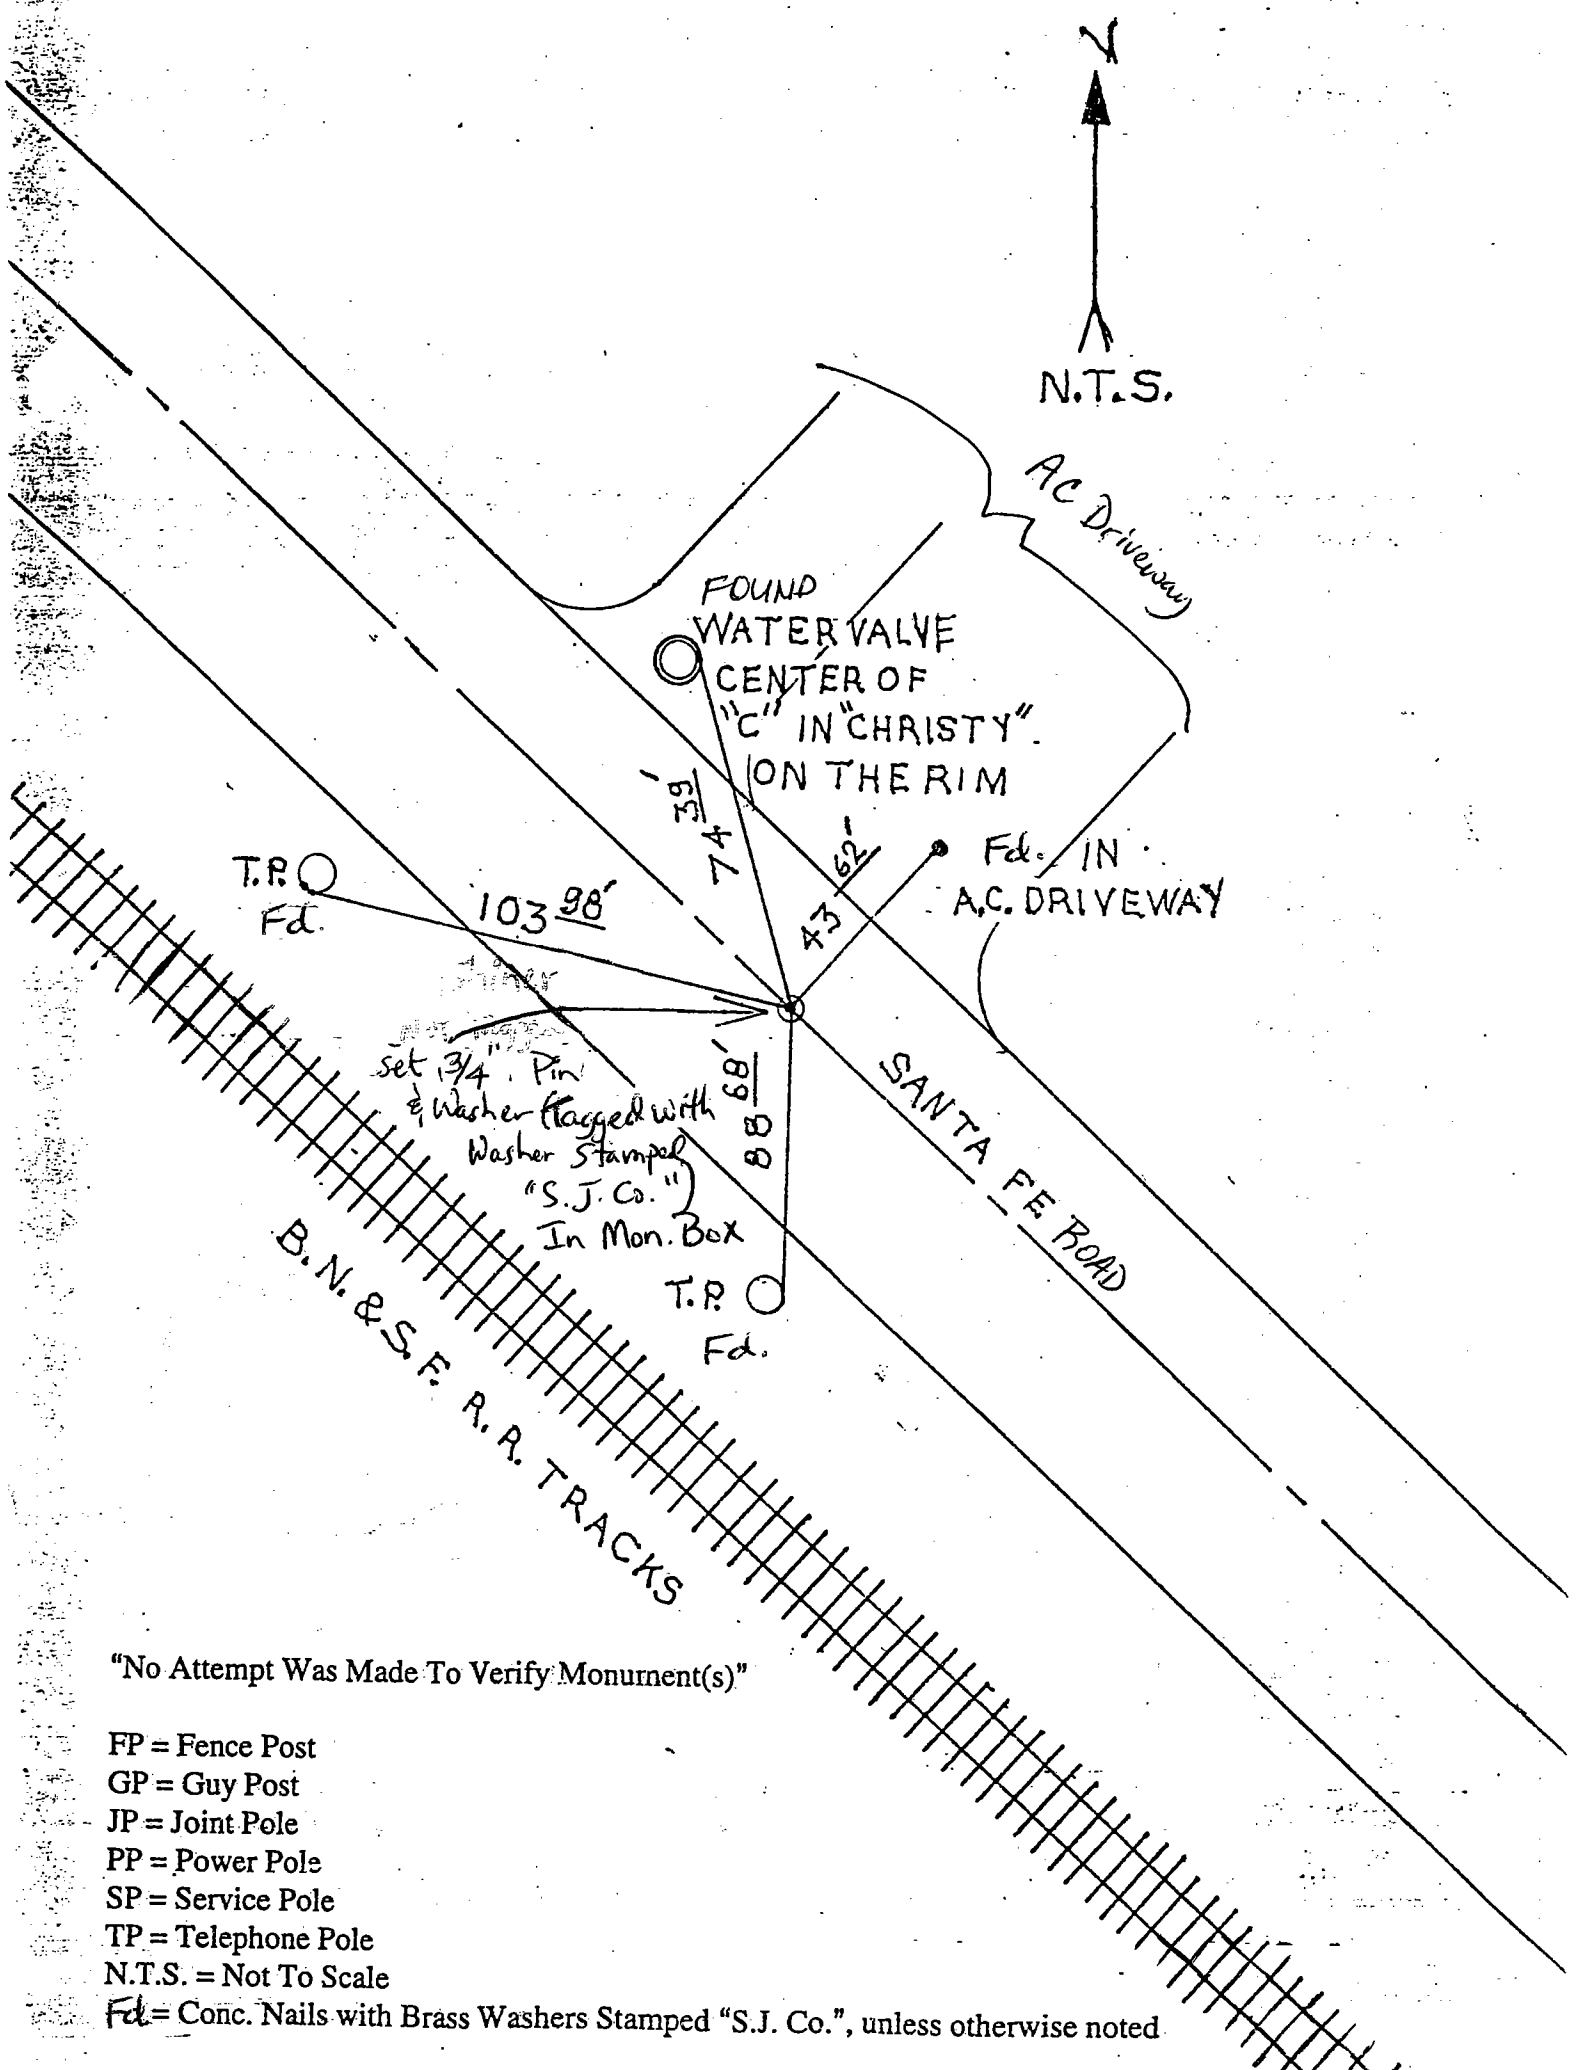 N
N.T.S.
AC Driveway
FOUND
WATER VALVE
CENTER OF
"C" IN "CHRISTY".
ON THE RIM
74 39'
43 62'
Fd. IN
A.C. DRIVEWAY
T.P.
Fd.
103 98'
Set 3/4" Pin
& Washer (Tagged with
Washer Stamped
"S.J. Co.")
In Mon. Box
88 68'
SANTA FE ROAD
T.P.
Fd.
B.N. & S.F. R.R. TRACKS
"No Attempt Was Made To Verify Monument(s)"
FP = Fence Post
GP = Guy Post
JP = Joint Pole
PP = Power Pole
SP = Service Pole
TP = Telephone Pole
N.T.S. = Not To Scale
Fd = Conc. Nails with Brass Washers Stamped "S.J. Co.", unless otherwise noted